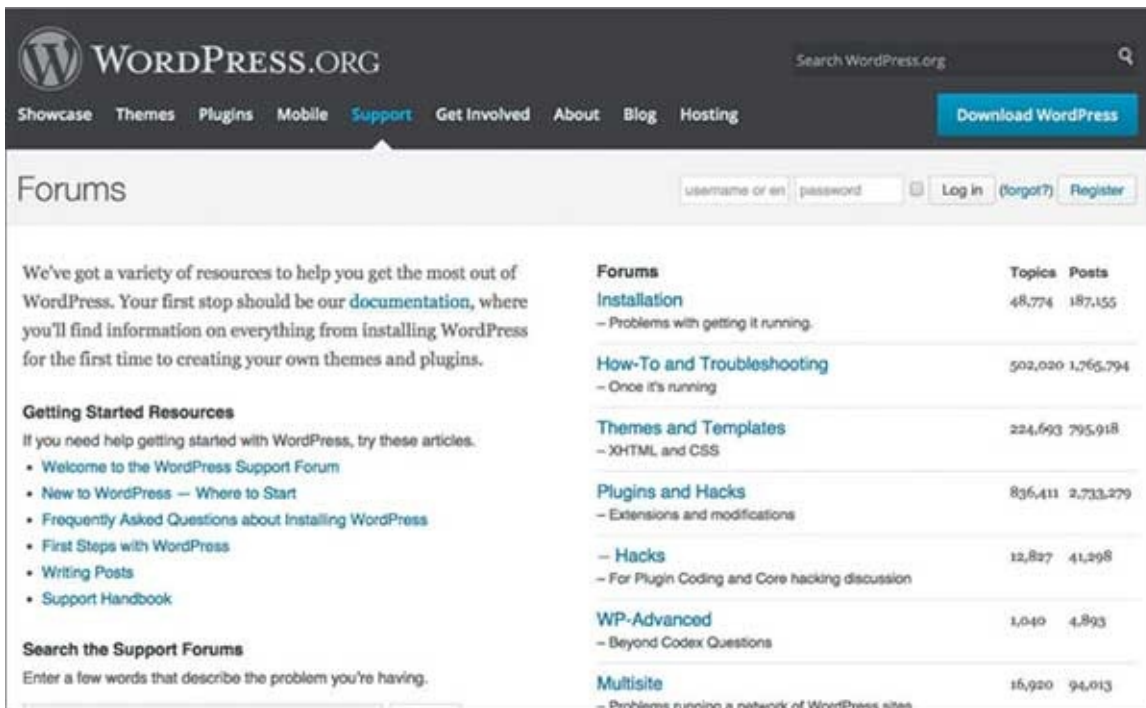 WORDPRESS.ORG
Search WordPress.org
Showcase Themes Plugins Mobile Support Get Involved About Blog Hosting
Download WordPress
Forums
username or en password Log in (forgot?) Register
We've got a variety of resources to help you get the most out of
WordPress. Your first stop should be our documentation, where
you'll find information on everything from installing WordPress
for the first time to creating your own themes and plugins.
Getting Started Resources
If you need help getting started with WordPress, try these articles.
• Welcome to the WordPress Support Forum
• New to WordPress — Where to Start
• Frequently Asked Questions about Installing WordPress
• First Steps with WordPress
• Writing Posts
• Support Handbook
Search the Support Forums
Enter a few words that describe the problem you're having.
Forums Topics Posts
Installation 48,774 187,155
– Problems with getting it running.
How-To and Troubleshooting 502,020 1,765,794
– Once it's running
Themes and Templates 224,693 795,918
– XHTML and CSS
Plugins and Hacks 836,411 2,733,279
– Extensions and modifications
– Hacks 12,827 41,298
– For Plugin Coding and Core hacking discussion
WP-Advanced 1,040 4,893
– Beyond Codex Questions
Multisite 16,920 94,013
– Problems running a network of WordPress sites